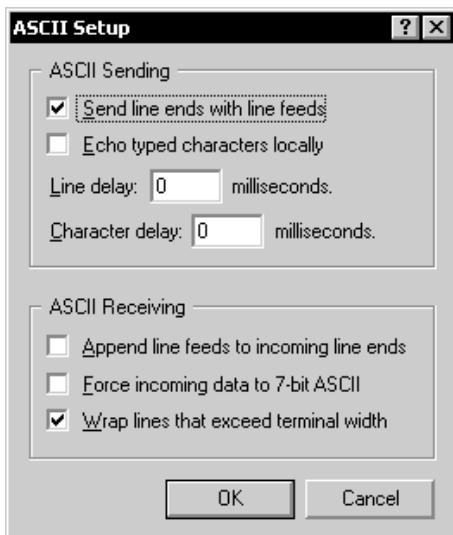 ASCII Setup ? X
ASCII Sending
Send line ends with line feeds
Echo typed characters locally
Line delay: 0 milliseconds.
Character delay: 0 milliseconds.
ASCII Receiving
Append line feeds to incoming line ends
Force incoming data to 7-bit ASCII
Wrap lines that exceed terminal width
OK Cancel